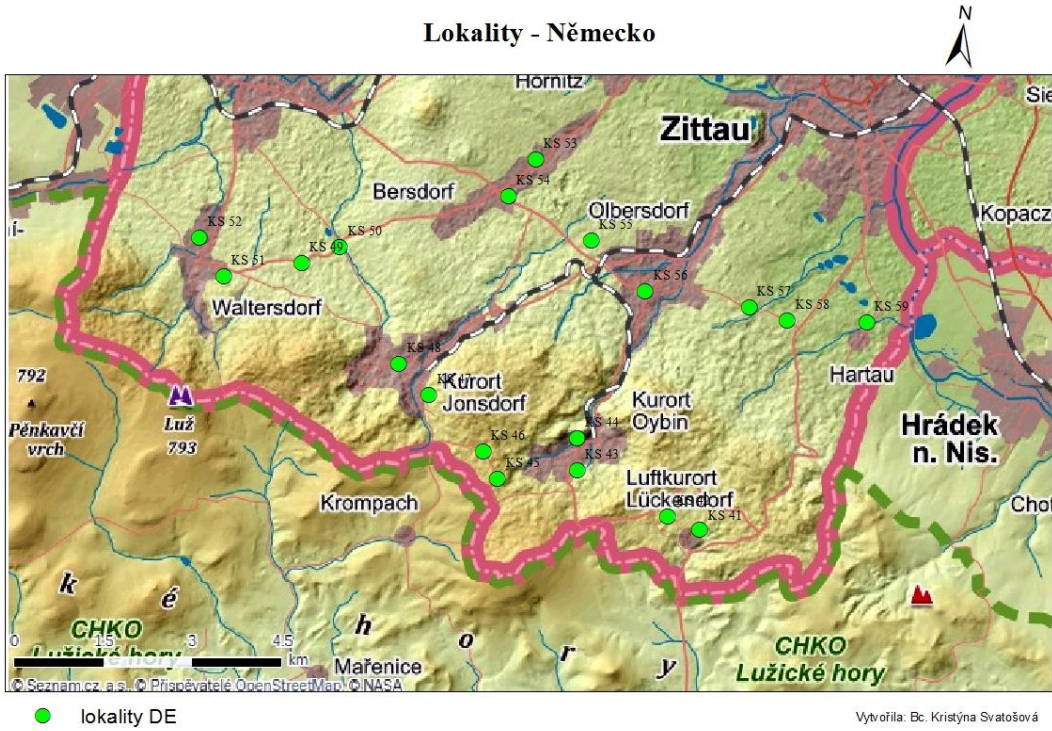 Lokality - Německo
N
Hörnitz
Sie
Zittau
KS 53
Bersdorf
KS 54
Olbersdorf
Kopacz
KS 52
KS 55
KS 50
KS 49
KS 51
KS 56
Waltersdorf
KS 57
KS 58
KS 59
KS 48
Hartau
792
Kurort
Jonsdorf
Kurort
Oybin
Luž
793
Pěnkavčí
vrch
KS 44
Hrádek
n. Nis.
KS 46
KS 43
KS 45
Luftkurort
Lückendorf
Krompach
KS 41
Chot
k é h o r y
CHKO
Lužické hory
CHKO
Lužické hory
0 1.5 3 4.5
km
Mařenice
© Seznam.cz, a.s., © Přispěvatelé OpenStreetMap, © NASA
lokality DE
Vytvořila: Bc. Kristýna Svatošová